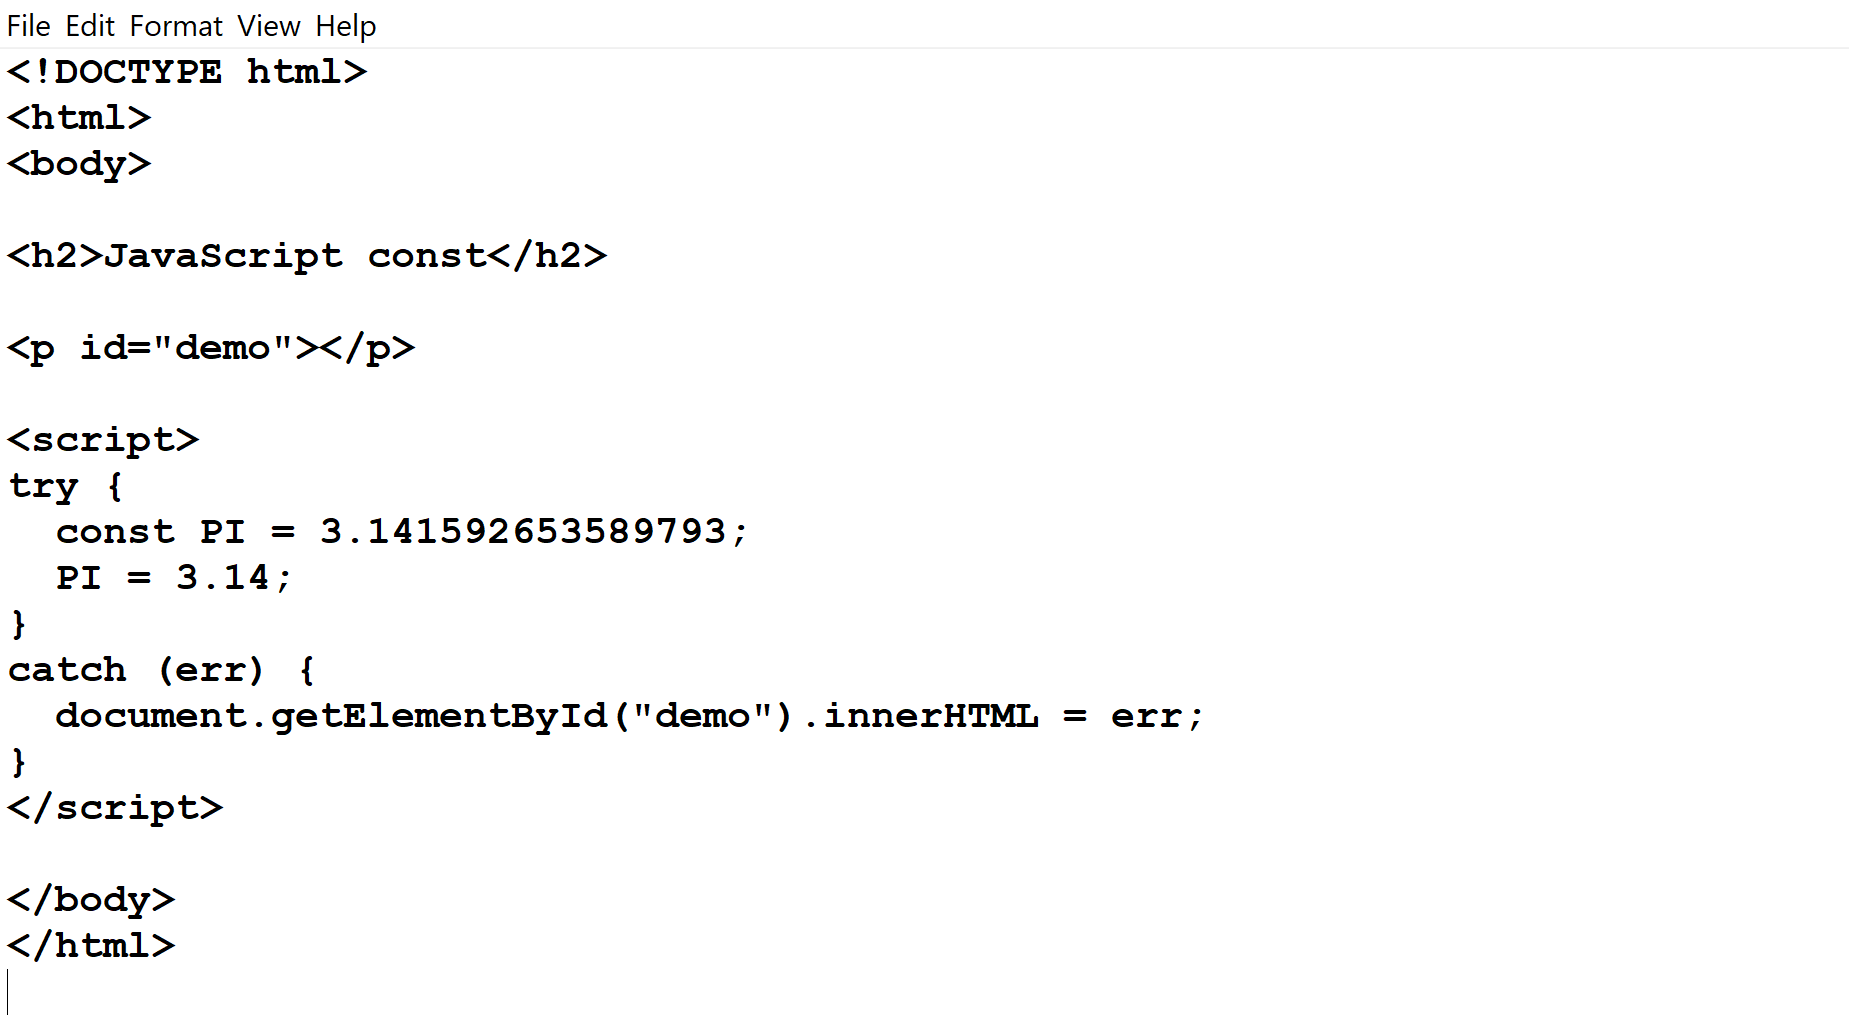 File Edit Format View Help
<!DOCTYPE html>
<html>
<body>
<h2>JavaScript const</h2>
<p id="demo"></p>
<script>
try {
  const PI = 3.141592653589793;
  PI = 3.14;
}
catch (err) {
  document.getElementById("demo").innerHTML = err;
}
</script>
</body>
</html>